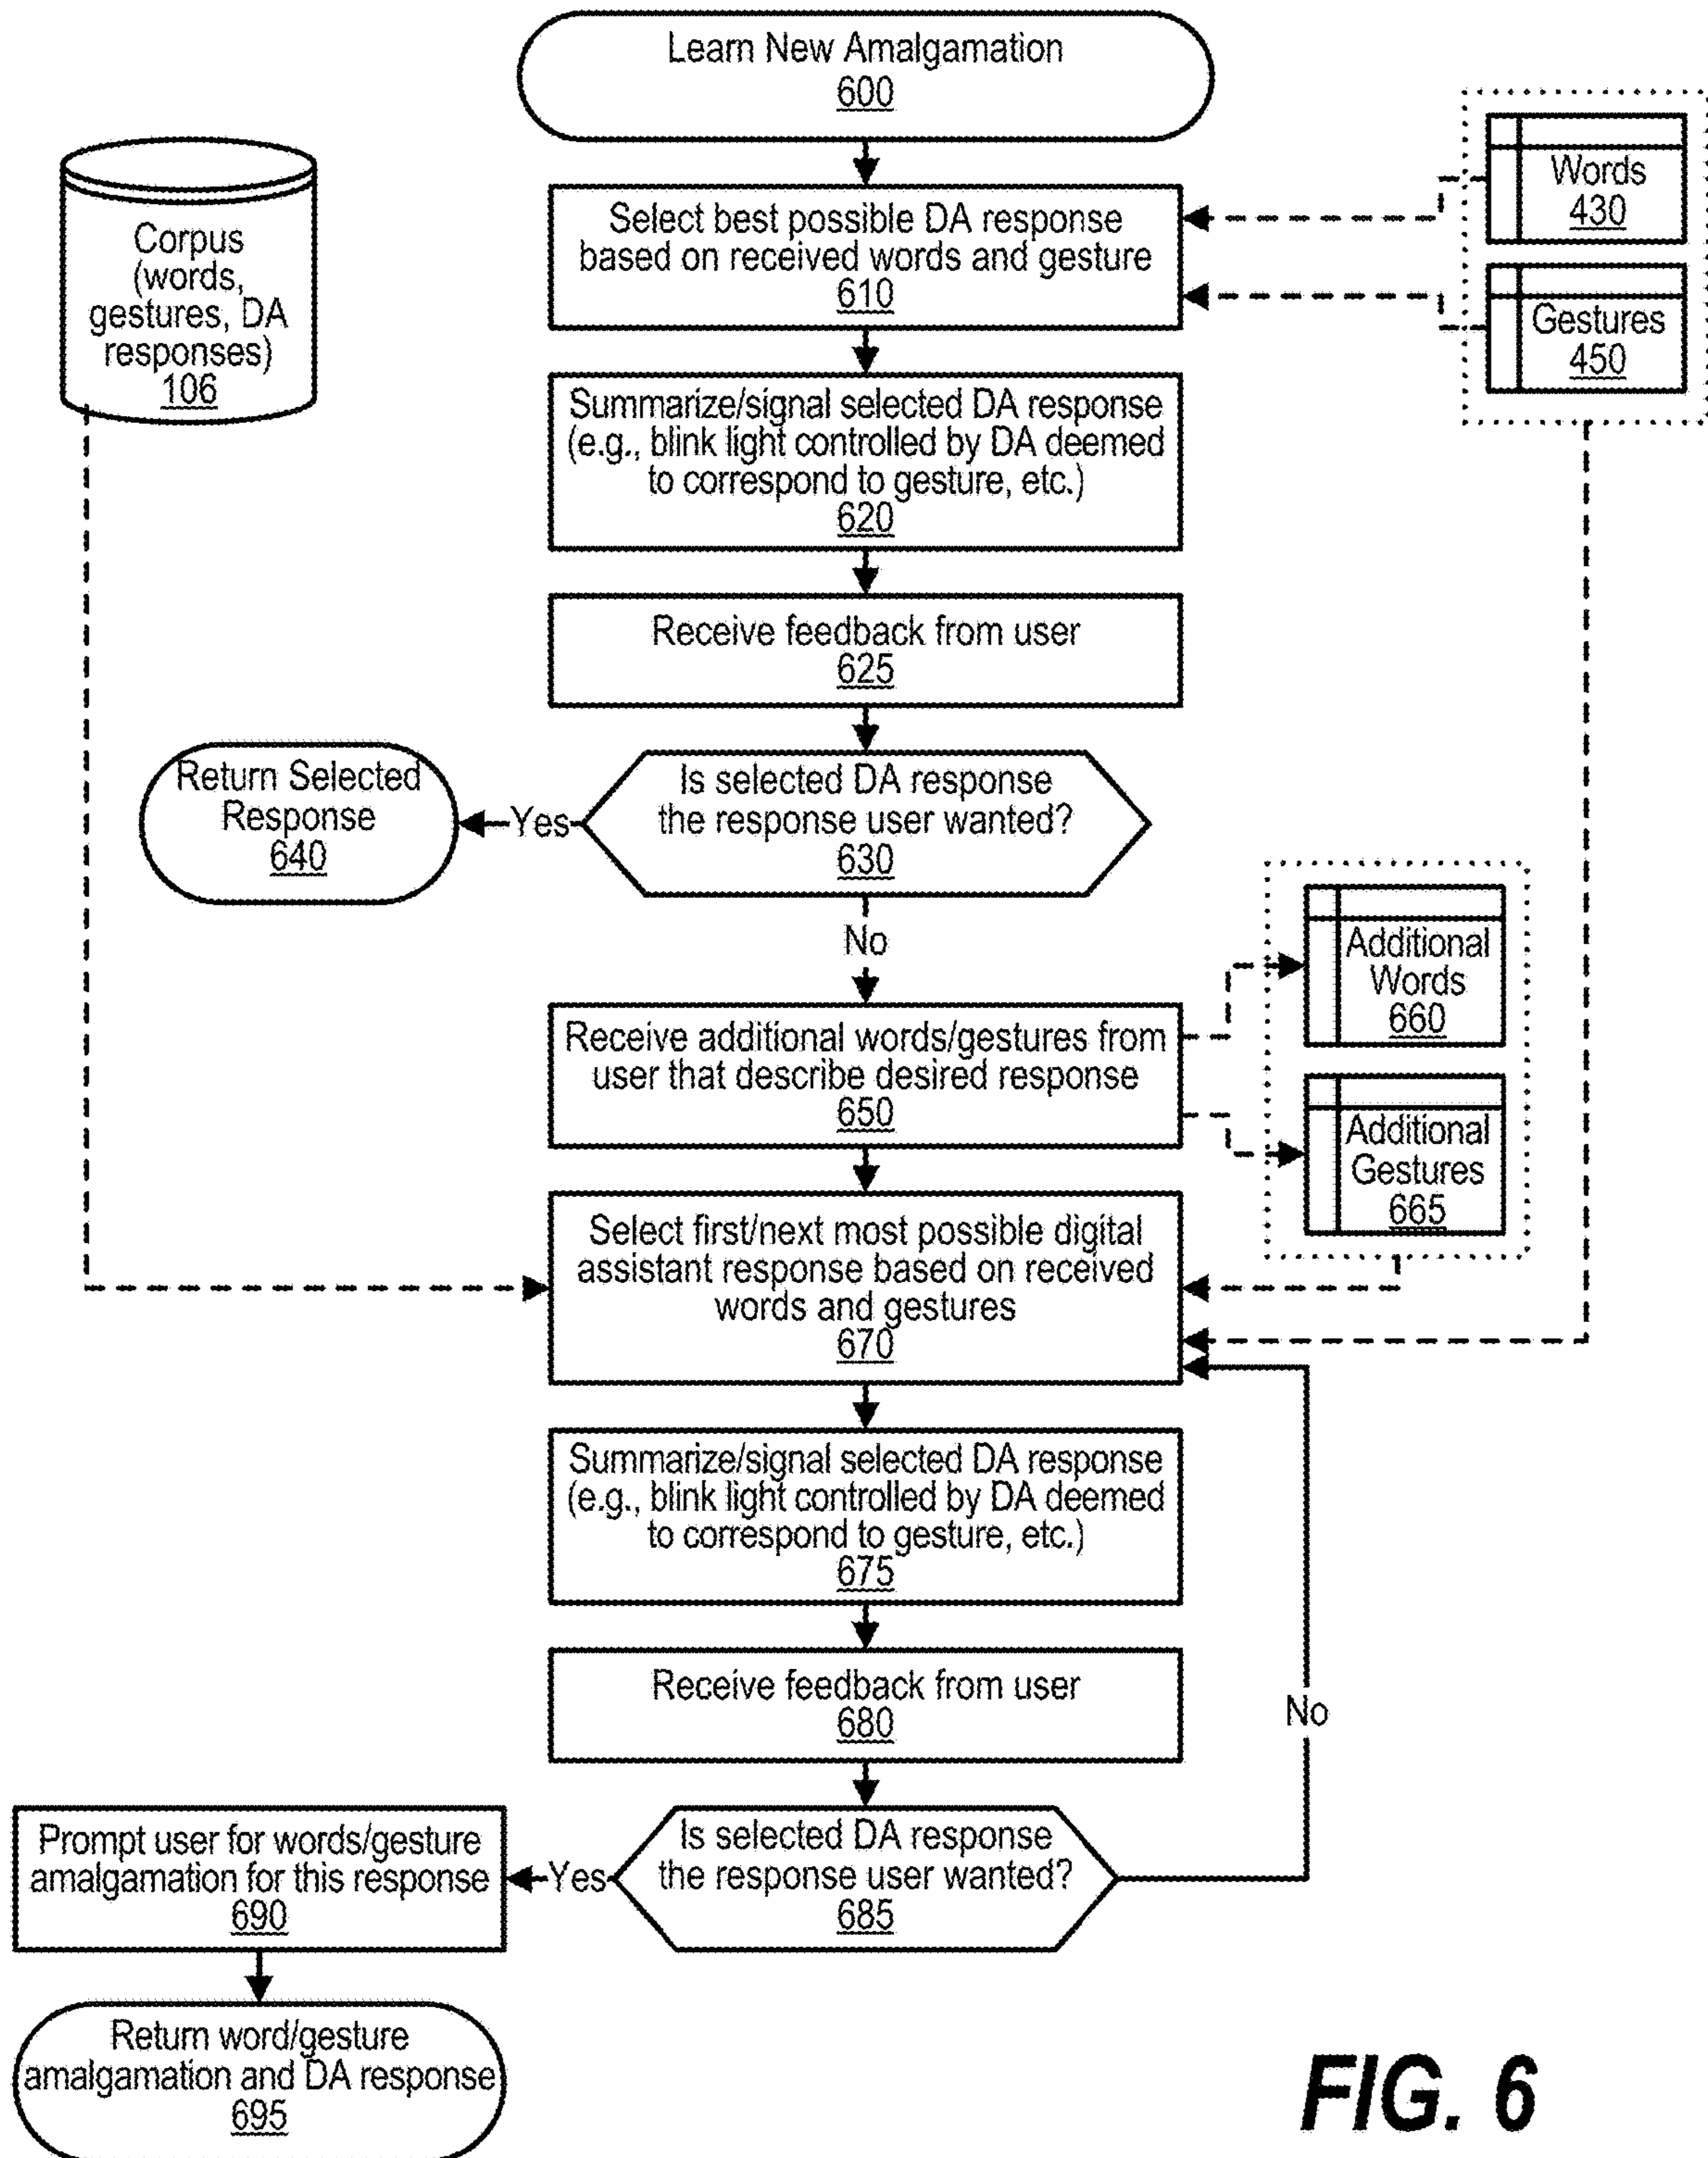 Learn New Amalgamation
600
Words
430
Gestures
450
Corpus
(words,
gestures, DA
responses)
106
Select best possible DA response
based on received words and gesture
610
Summarize/signal selected DA response
(e.g., blink light controlled by DA deemed
to correspond to gesture, etc.)
620
Receive feedback from user
625
Is selected DA response
the response user wanted?
630
Yes
Return Selected
Response
640
No
Receive additional words/gestures from
user that describe desired response
650
Additional
Words
660
Additional
Gestures
665
Select first/next most possible digital
assistant response based on received
words and gestures
670
Summarize/signal selected DA response
(e.g., blink light controlled by DA deemed
to correspond to gesture, etc.)
675
Receive feedback from user
680
No
Is selected DA response
the response user wanted?
685
Yes
Prompt user for words/gesture
amalgamation for this response
690
Return word/gesture
amalgamation and DA response
695
FIG. 6